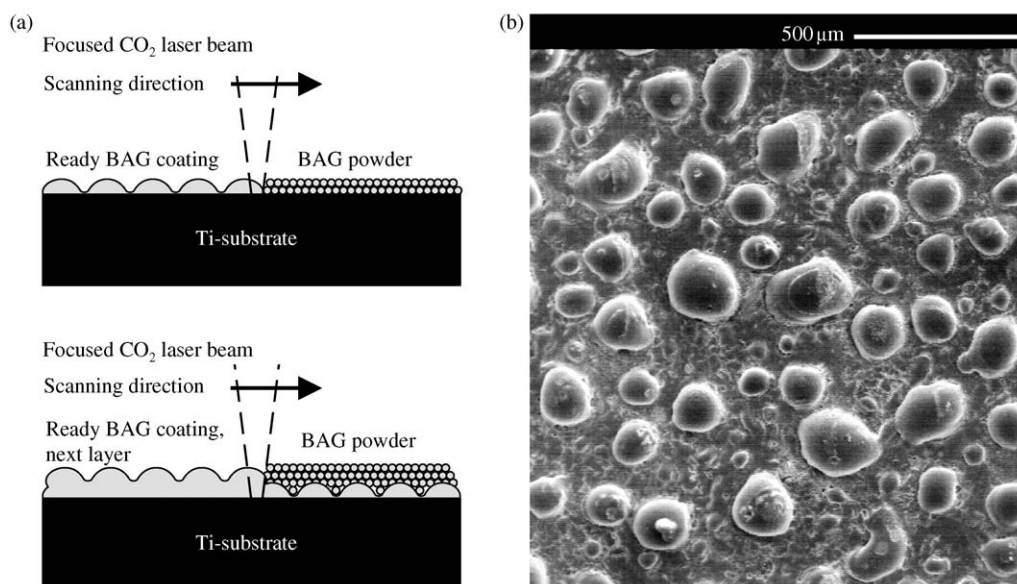 (a)
Focused CO₂ laser beam
Scanning direction
Ready BAG coating
BAG powder
Ti-substrate
Focused CO₂ laser beam
Scanning direction
Ready BAG coating,
next layer
BAG powder
Ti-substrate
(b)
500 μm